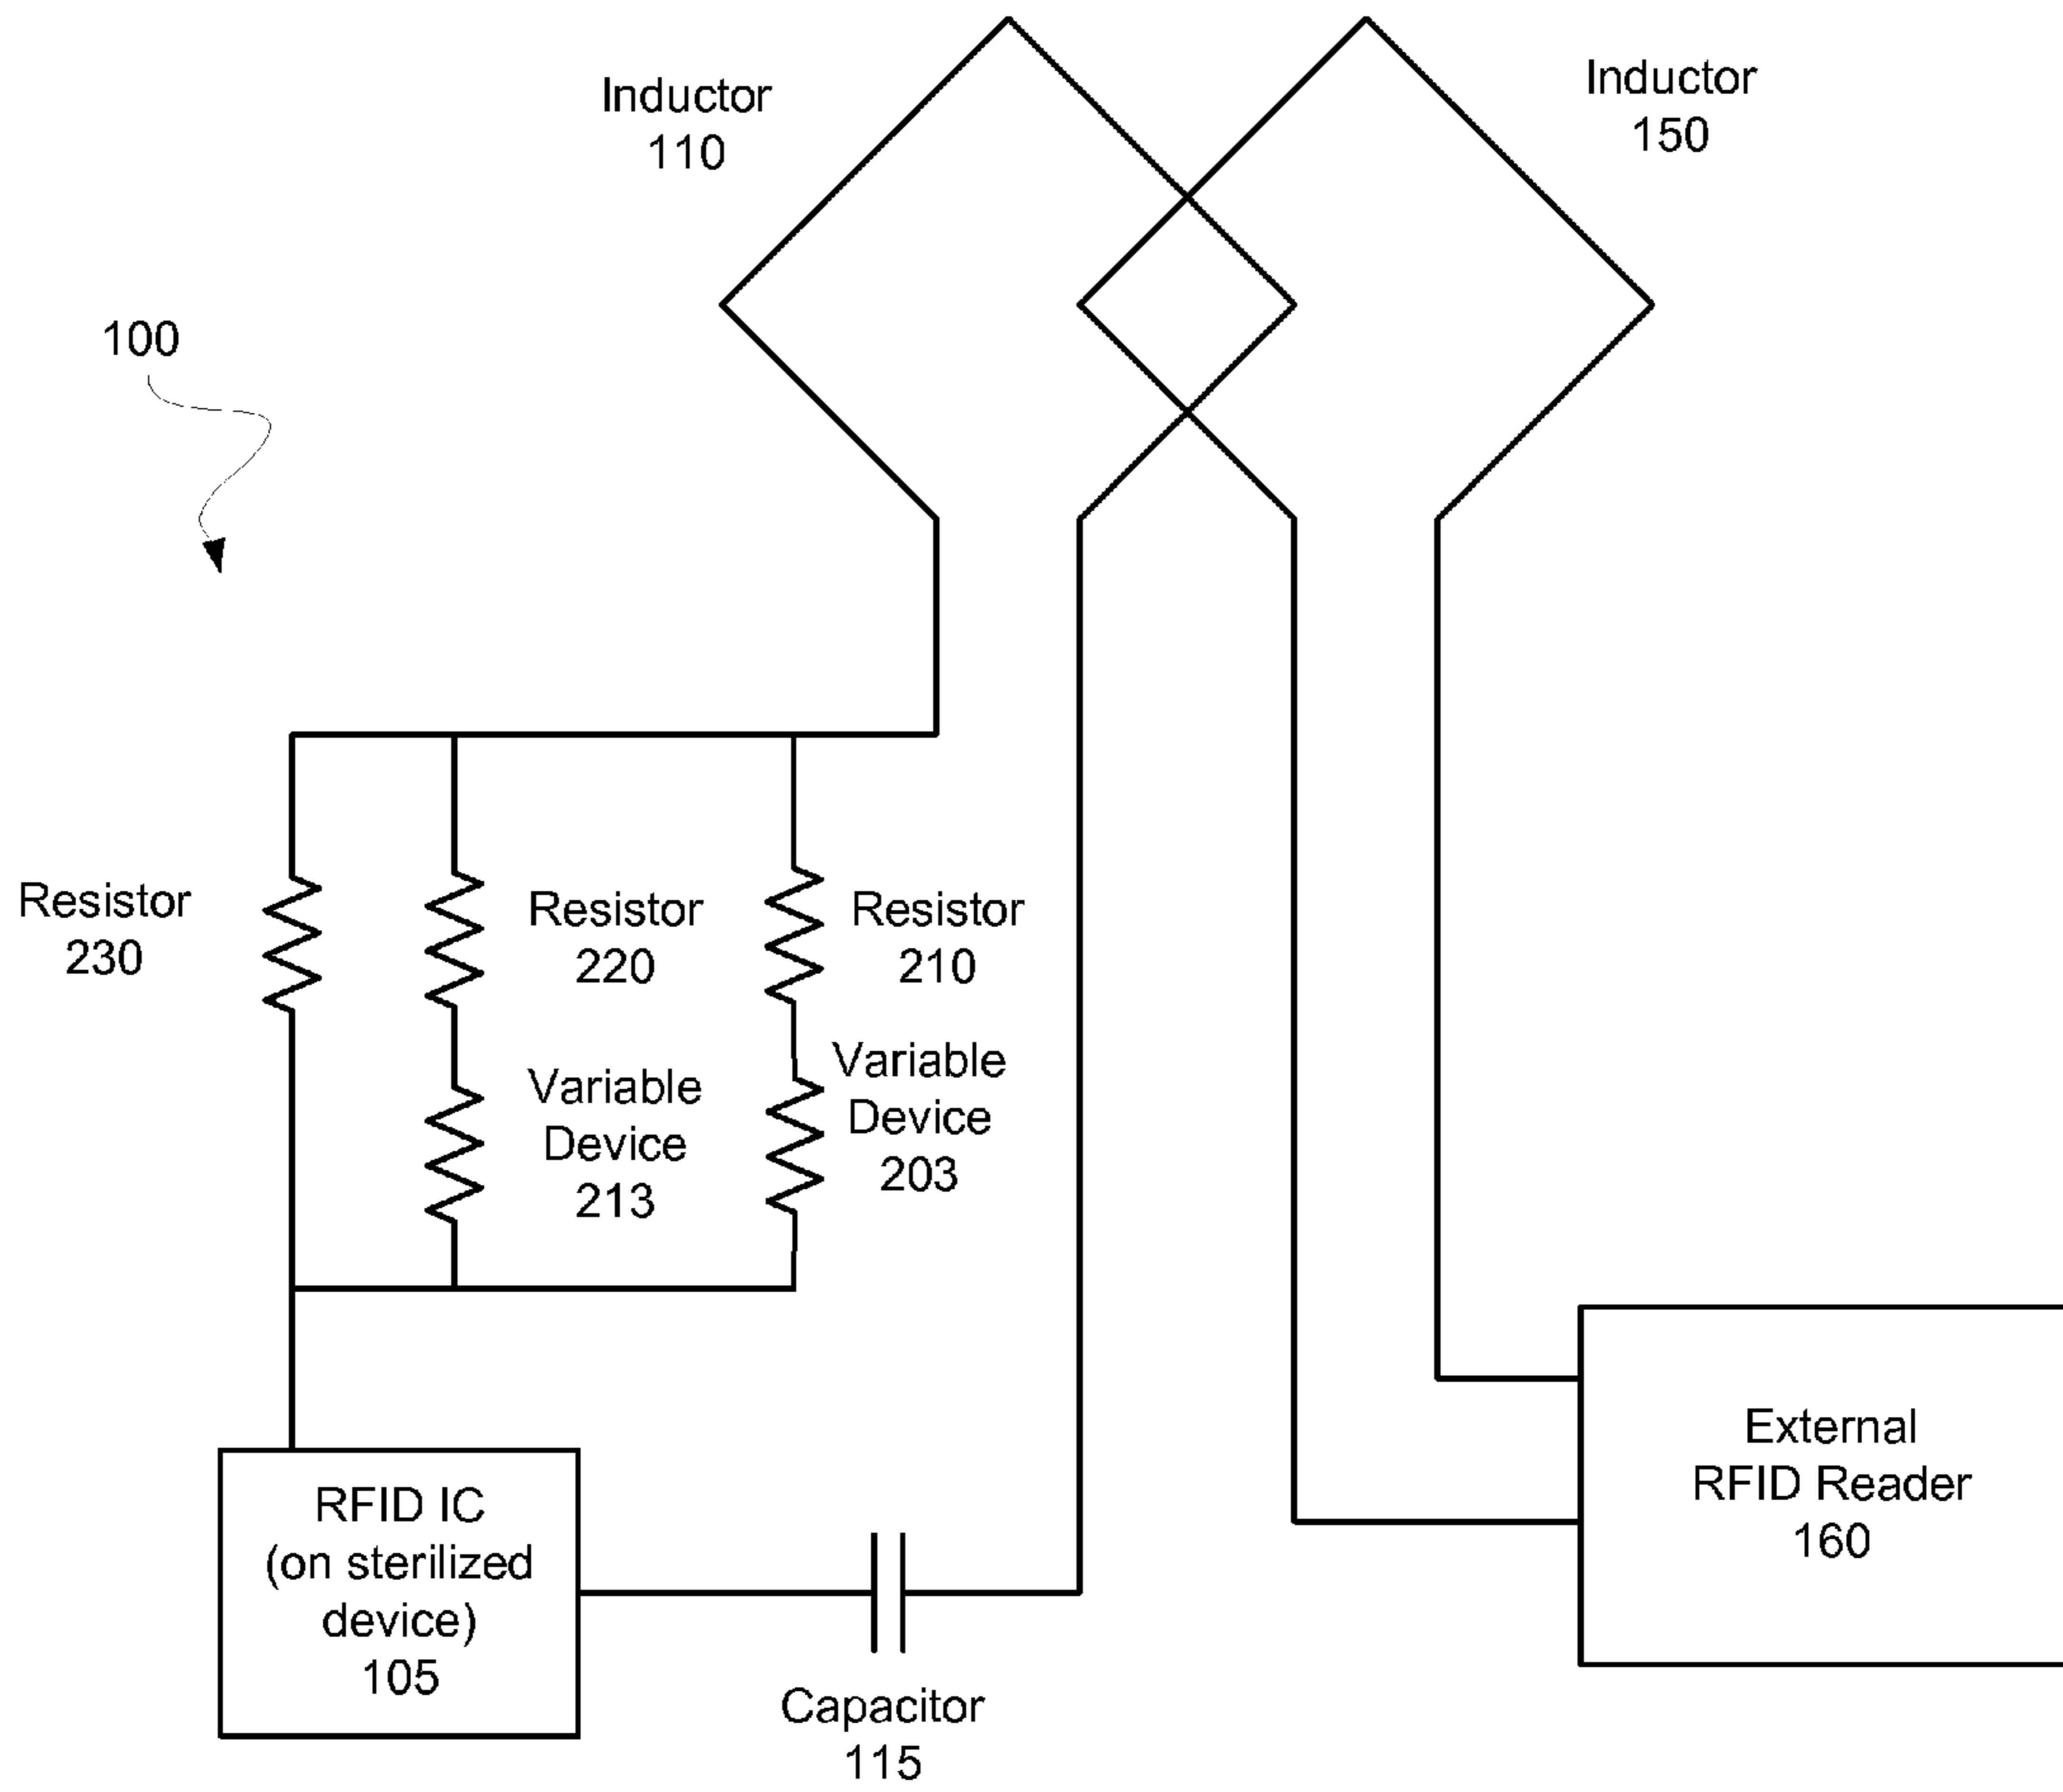 Inductor
110
Inductor
150
100
Resistor
230
Resistor
220
Resistor
210
Variable
Device
213
Variable
Device
203
RFID IC
(on sterilized
device)
105
Capacitor
115
External
RFID Reader
160